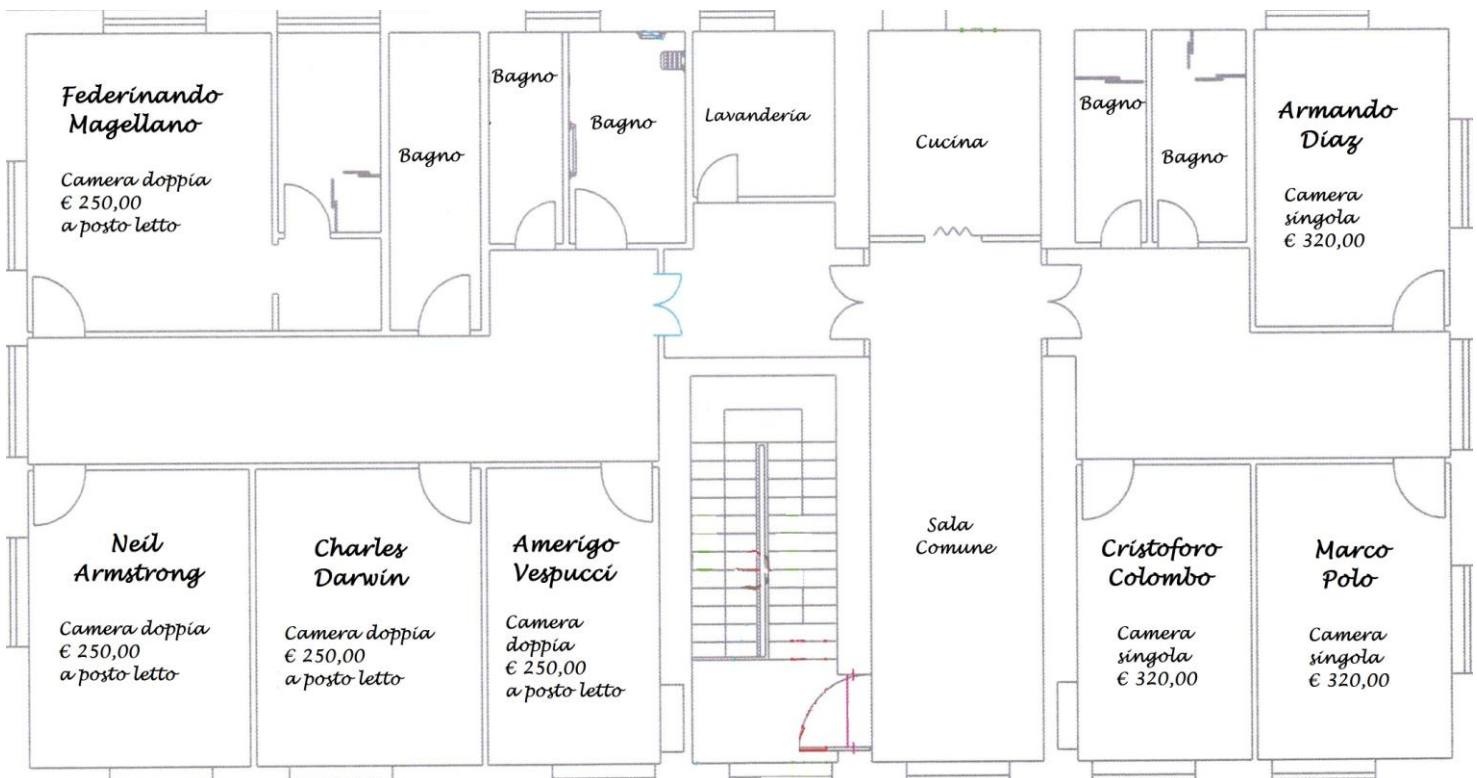 Federinando
Magellano
Camera doppia
€ 250,00
a posto letto
Bagno
Bagno
Bagno
Lavanderia
Cucina
Bagno
Bagno
Armando
Diaz
Camera
singola
€ 320,00
Neil
Armstrong
Camera doppia
€ 250,00
a posto letto
Charles
Darwin
Camera doppia
€ 250,00
a posto letto
Amerigo
Vespucci
Camera
doppia
€ 250,00
a posto letto
Sala
Comune
Cristoforo
Colombo
Camera
singola
€ 320,00
Marco
Polo
Camera
singola
€ 320,00